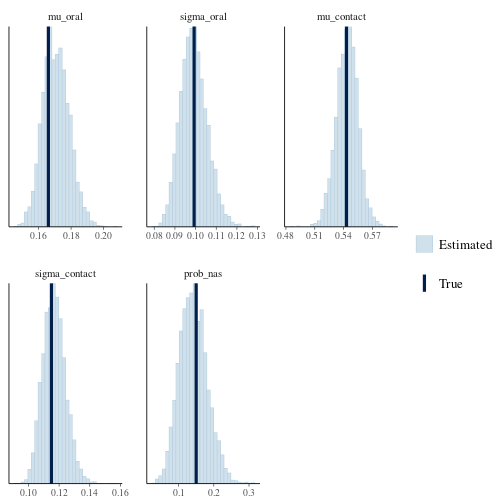 mu_oral sigma_oral mu_contact
0.16 0.18 0.20 0.08 0.09 0.10 0.11 0.12 0.13 0.48 0.51 0.54 0.57
Estimated
sigma_contact prob_nas
True
0.10 0.12 0.14 0.16 0.1 0.2 0.3